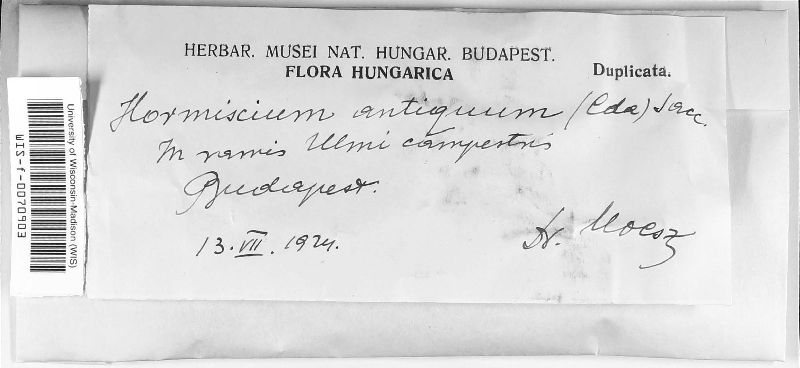 HERBAR. MUSEI NAT. HUNGAR. BUDAPEST.
FLORA HUNGARICA
Duplicata.
Hormiscium antiquum (Cda) Sacc.
In ramis Ulmi campestris
Budapest.
13. VII. 1924.
Dr. Moesz
University of Wisconsin-Madison (WIS)
WIS-f-0070903